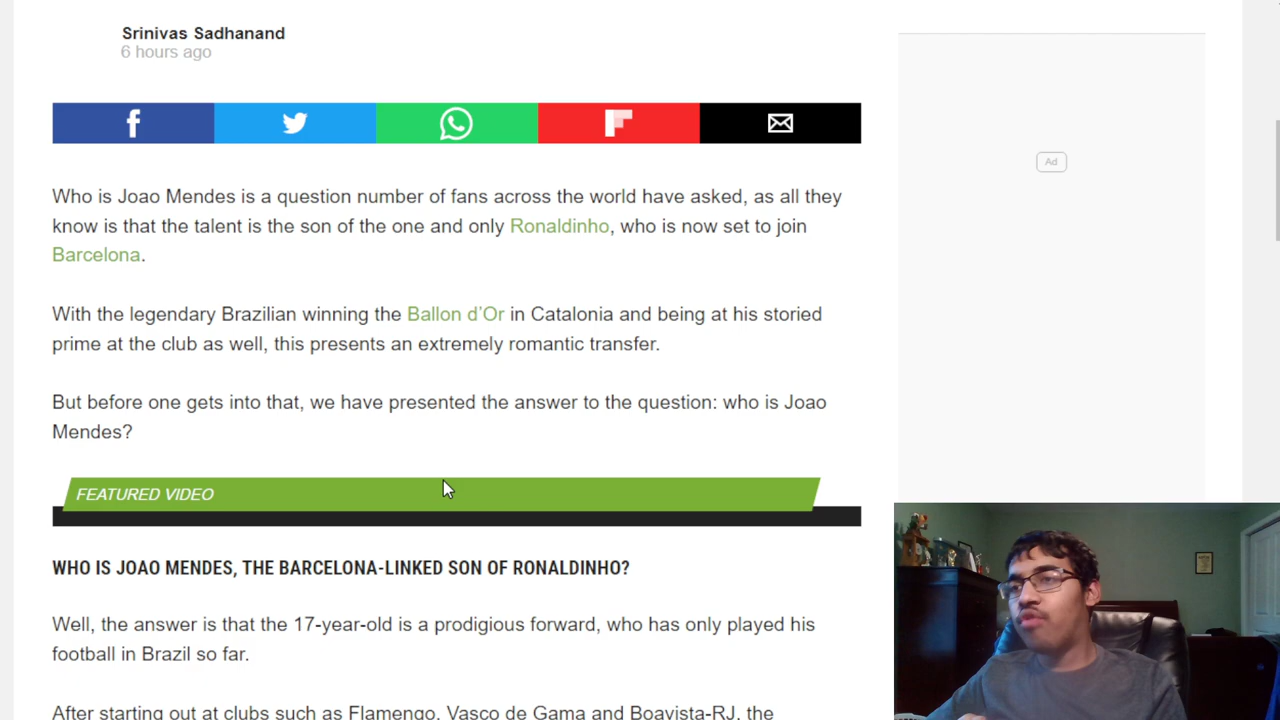 Srinivas Sadhanand
6 hours ago
Ad
Who is Joao Mendes is a question number of fans across the world have asked, as all they
know is that the talent is the son of the one and only Ronaldinho, who is now set to join
Barcelona.
With the legendary Brazilian winning the Ballon d’Or in Catalonia and being at his storied
prime at the club as well, this presents an extremely romantic transfer.
But before one gets into that, we have presented the answer to the question: who is Joao
Mendes?
FEATURED VIDEO
WHO IS JOAO MENDES, THE BARCELONA-LINKED SON OF RONALDINHO?
Well, the answer is that the 17-year-old is a prodigious forward, who has only played his
football in Brazil so far.
After starting out at clubs such as Flamengo, Vasco de Gama and Boavista-RJ, the